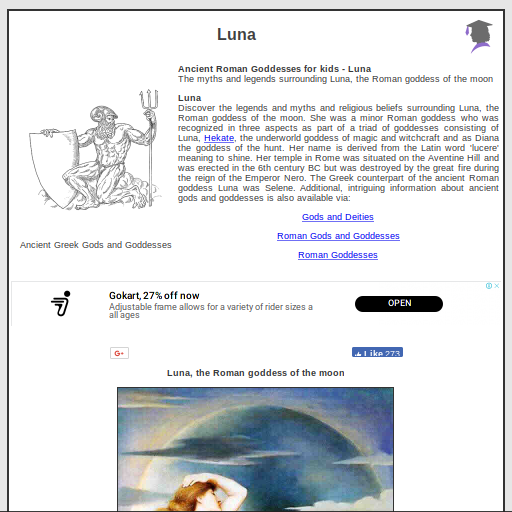 Luna
Ancient Roman Goddesses for kids - Luna
The myths and legends surrounding Luna, the Roman goddess of the moon
Luna
Discover the legends and myths and religious beliefs surrounding Luna, the
Roman goddess of the moon. She was a minor Roman goddess who was
recognized in three aspects as part of a triad of goddesses consisting of
Luna, Hekate, the underworld goddess of magic and witchcraft and as Diana
the goddess of the hunt. Her name is derived from the Latin word 'lucere'
meaning to shine. Her temple in Rome was situated on the Aventine Hill and
was erected in the 6th century BC but was destroyed by the great fire during
the reign of the Emperor Nero. The Greek counterpart of the ancient Roman
goddess Luna was Selene. Additional, intriguing information about ancient
gods and goddesses is also available via:
Gods and Deities
Roman Gods and Goddesses
Roman Goddesses
Ancient Greek Gods and Goddesses
Gokart, 27% off now
Adjustable frame allows for a variety of rider sizes a
all ages
OPEN
G+
Like 273
Luna, the Roman goddess of the moon